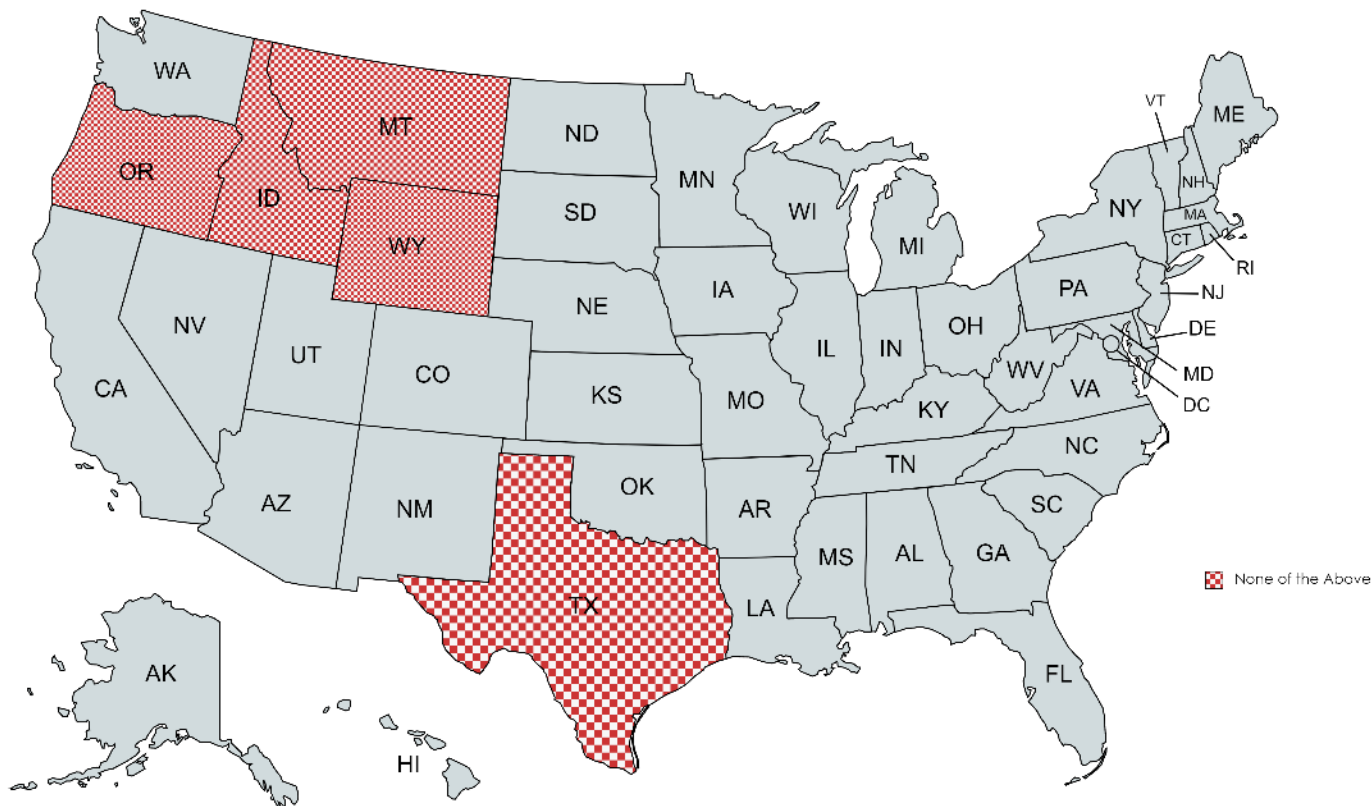 WA
MT
ND
MN
VT
ME
OR
ID
SD
WI
MI
NY
NH
MA
CT
RI
WY
IA
PA
NJ
NE
OH
DE
NV
UT
CO
IL
IN
WV
MD
DC
CA
KS
MO
KY
VA
NC
TN
AZ
NM
OK
AR
SC
MS
AL
GA
None of the Above
TX
LA
AK
FL
HI